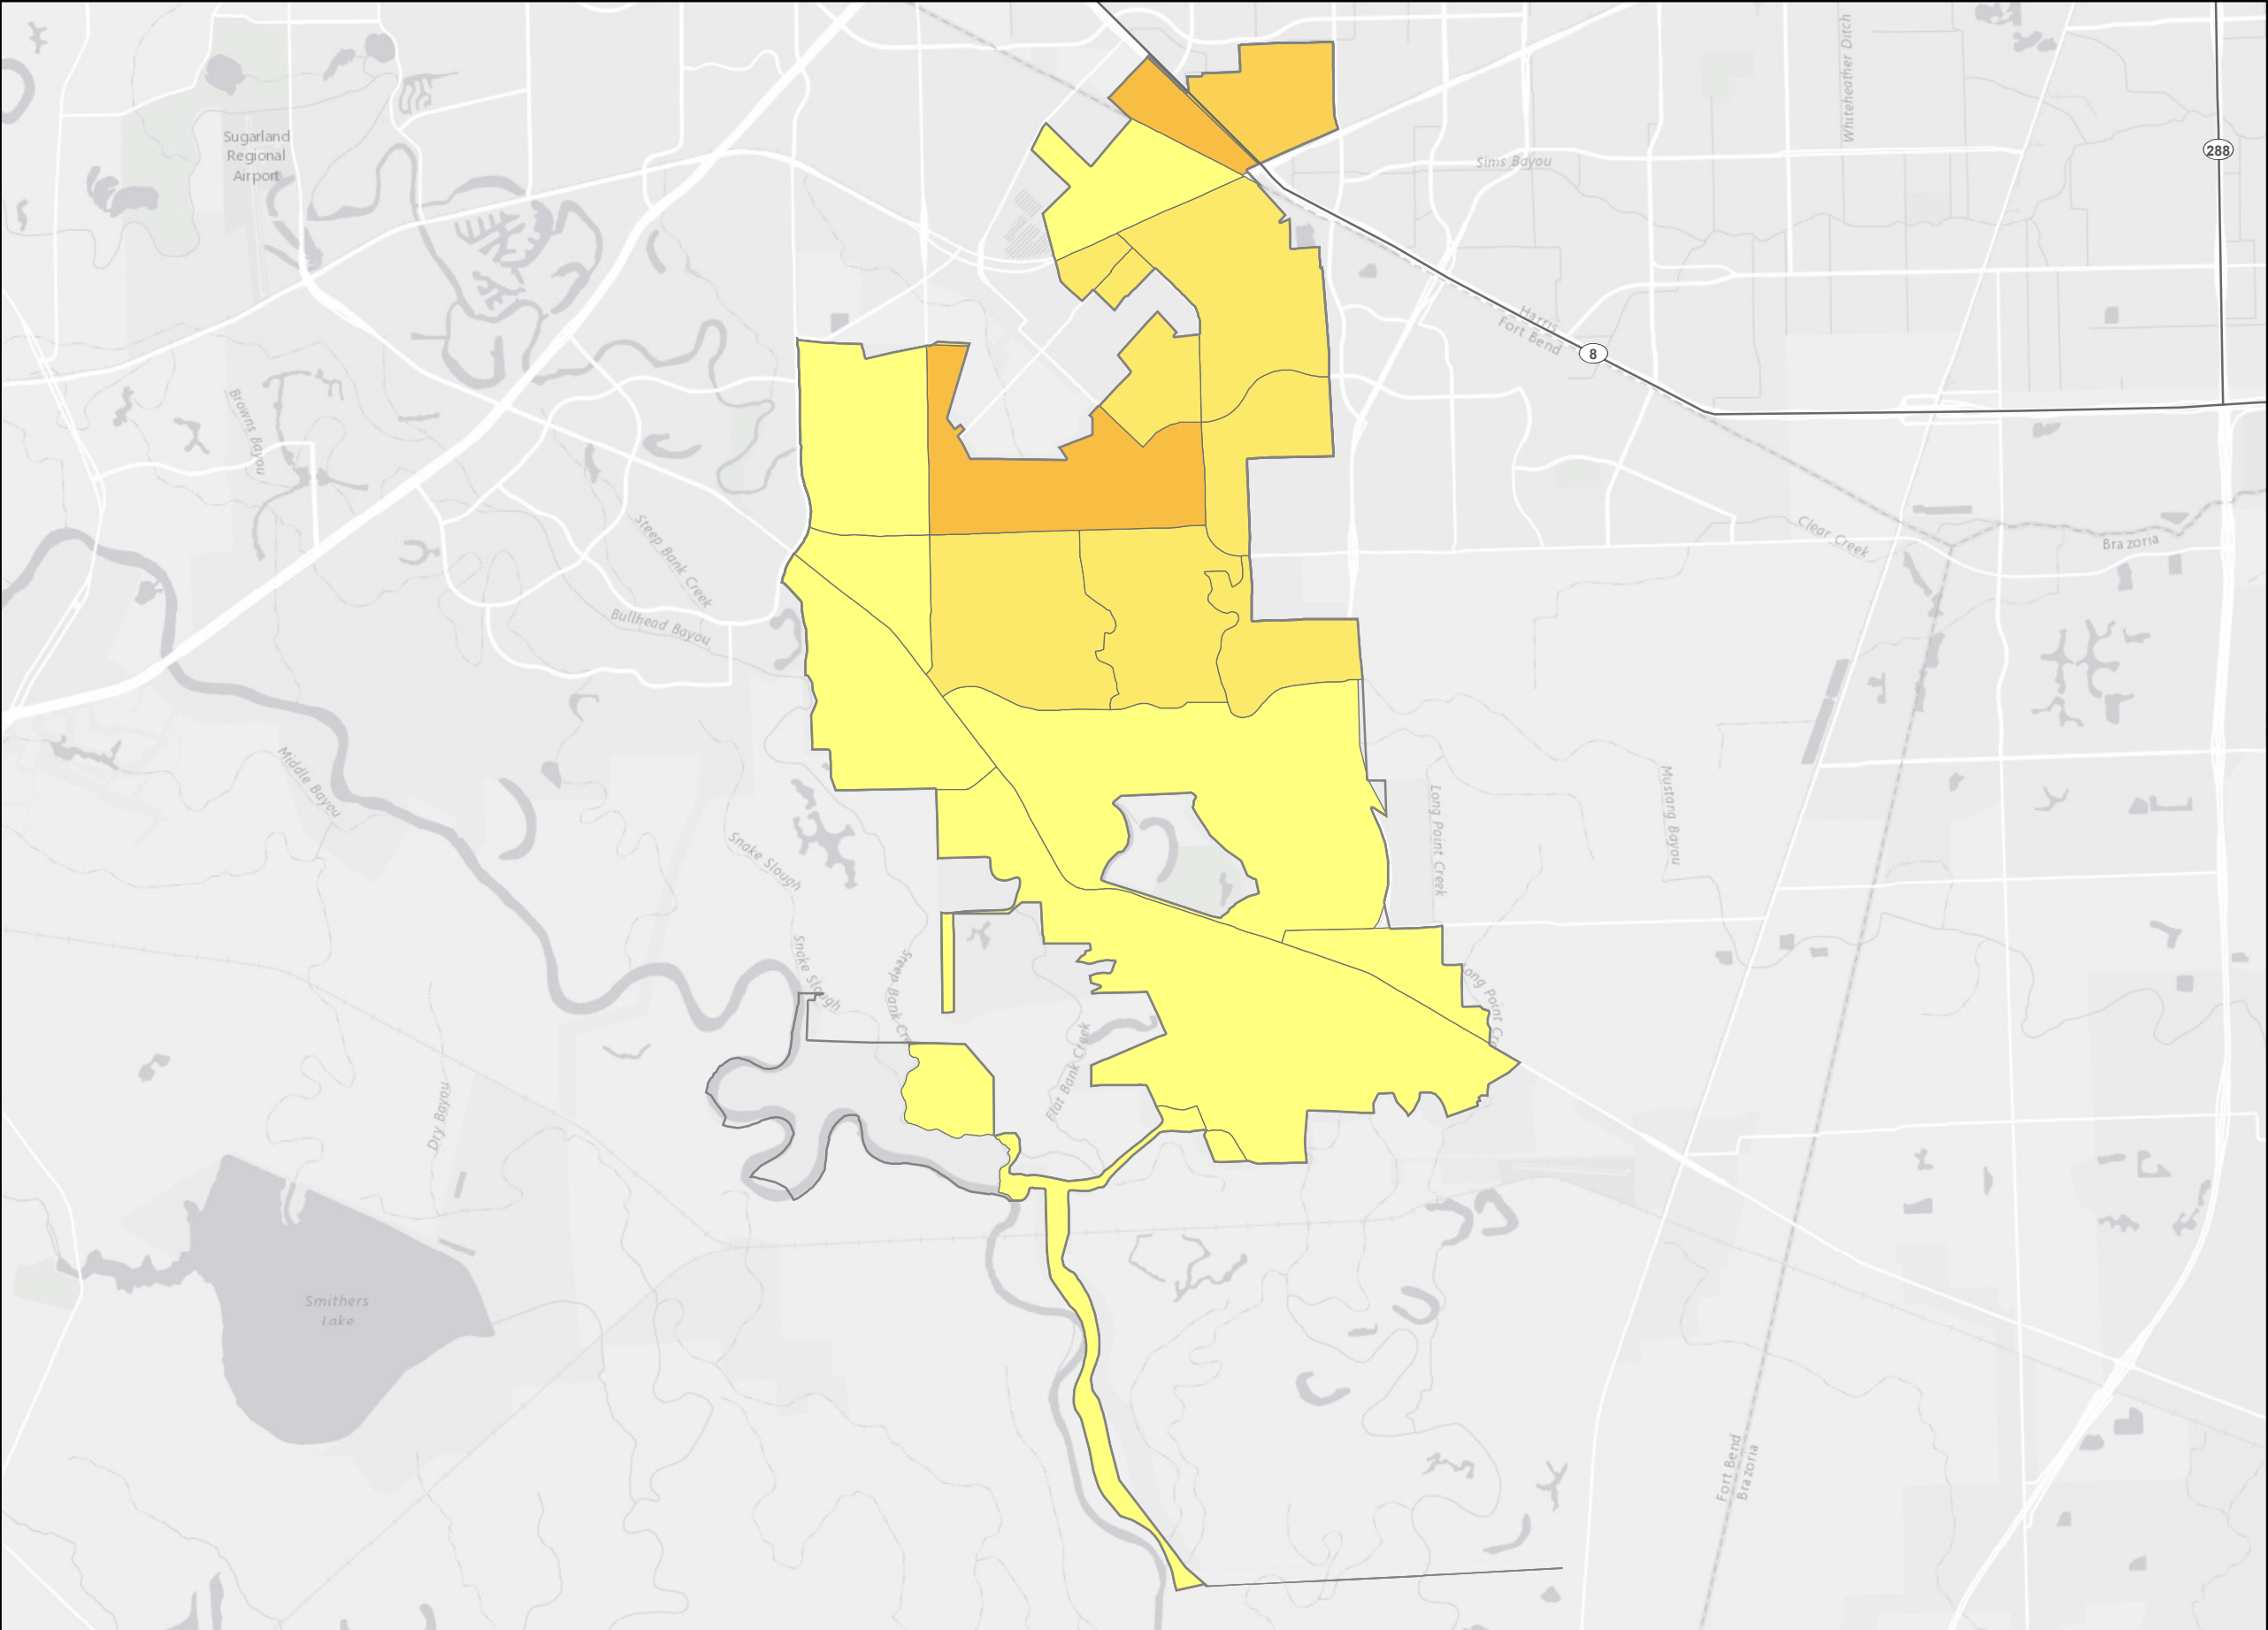 Whiteheather Ditch
Sugarland
Regional
Airport
288
Sims Bayou
Harris
Fort Bend
8
Browns Bayou
Steep Bank Creek
Clear Creek
Brazoria
Bullhead Bayou
Middle Bayou
Mustang Bayou
Long Point Creek
Snake Slough
Snake Slough
Steep Bank Cre
ong Point C
Flat Bank Creek
Dry Bayou
Smithers
Lake
Fort Bend
Brazoria